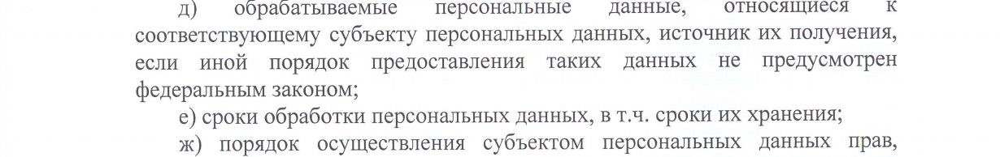 д) обрабатываемые персональные данные, относящиеся к
соответствующему субъекту персональных данных, источник их получения,
если иной порядок предоставления таких данных не предусмотрен
федеральным законом;
е) сроки обработки персональных данных, в т.ч. сроки их хранения;
ж) порядок осуществления субъектом персональных данных прав,